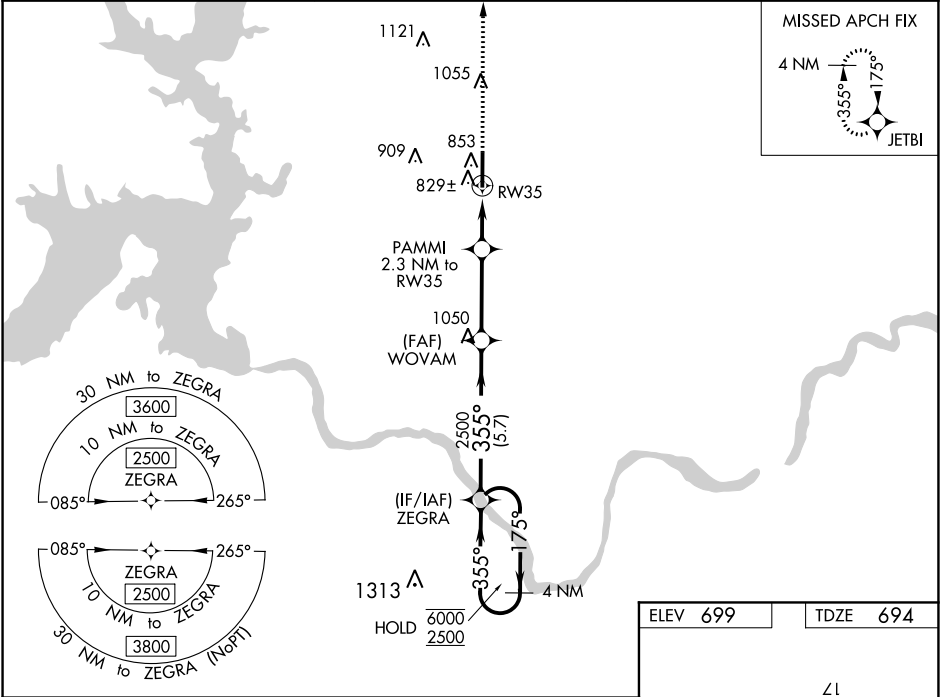 MISSED APCH FIX
4 NM
355°
175°
JETBI
1121
1055
909
853
829±
RW35
PAMMI
2.3 NM to
RW35
1050
(FAF)
WOVAM
2500
355°
(5.7)
(IF/IAF)
ZEGRA
355°
175°
4 NM
1313
HOLD
6000
2500
30 NM to ZEGRA
3600
10 NM to ZEGRA
2500
ZEGRA
085°
265°
085°
265°
ZEGRA
2500
10 NM to ZEGRA
3800
30 NM to ZEGRA (NoPT)
ELEV 699
TDZE 694
17